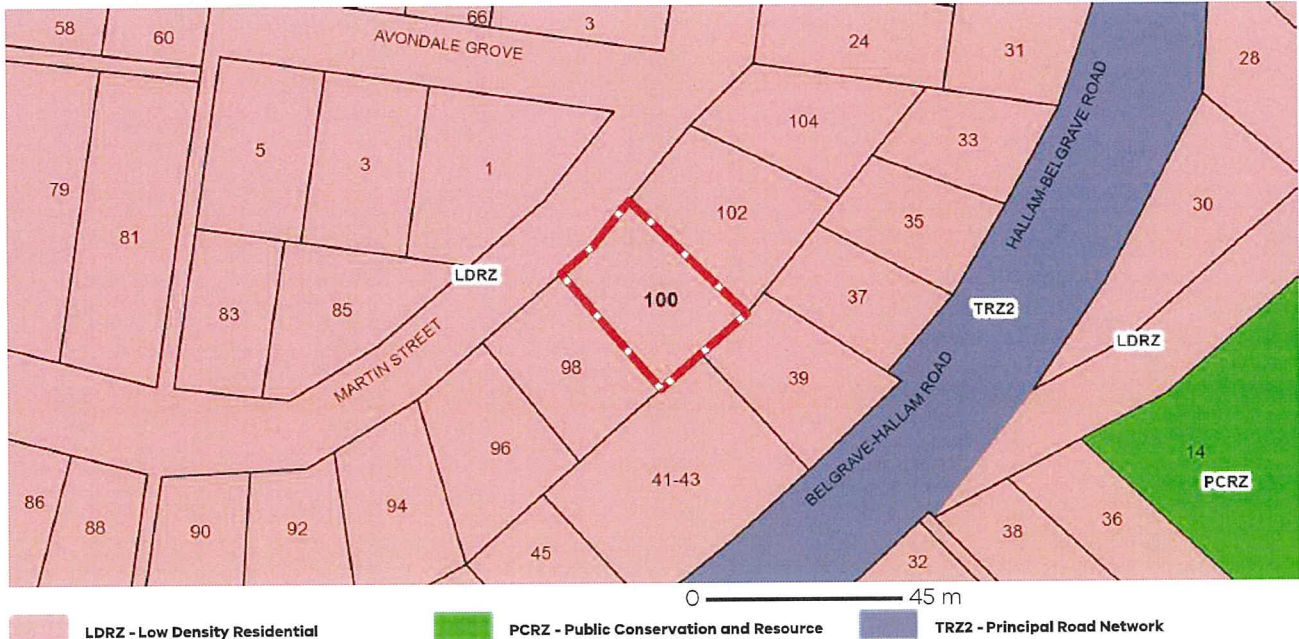 58
60
66
3
AVONDALE GROVE
24
31
28
5
3
1
104
33
HALLAM-BELGRAVE ROAD
79
81
102
35
30
LDRZ
100
37
TRZ2
83
85
LDRZ
MARTIN STREET
98
39
BELGRAVE-HALLAM ROAD
96
41-43
14
PCRZ
86
88
90
92
94
45
32
38
36
0 45 m
LDRZ - Low Density Residential
PCRZ - Public Conservation and Resource
TRZ2 - Principal Road Network